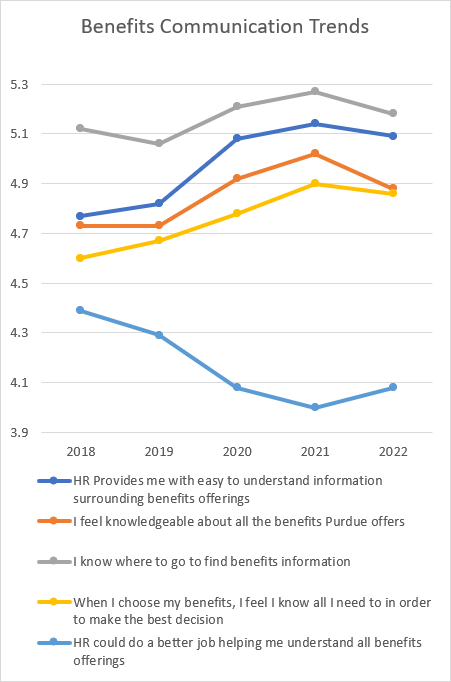 Benefits Communication Trends
5.3
5.1
4.9
4.7
4.5
4.3
4.1
3.9
2018 2019 2020 2021 2022
HR Provides me with easy to understand information
surrounding benefits offerings
I feel knowledgeable about all the benefits Purdue offers
I know where to go to find benefits information
When I choose my benefits, I feel I know all I need to in order
to make the best decision
HR could do a better job helping me understand all benefits
offerings